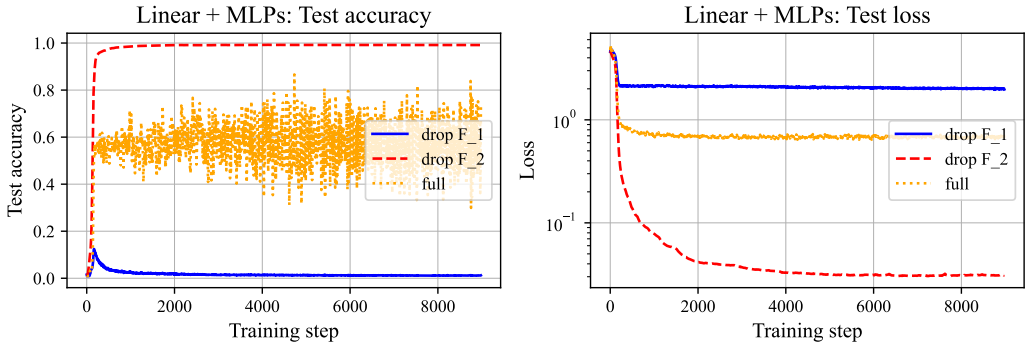 Linear + MLPs: Test accuracy
Test accuracy
1.0
0.8
0.6
0.4
0.2
0.0
drop F_1
drop F_2
full
0
2000
4000
6000
8000
Training step
Linear + MLPs: Test loss
Loss
10⁰
10⁻¹
drop F_1
drop F_2
full
0
2000
4000
6000
8000
Training step